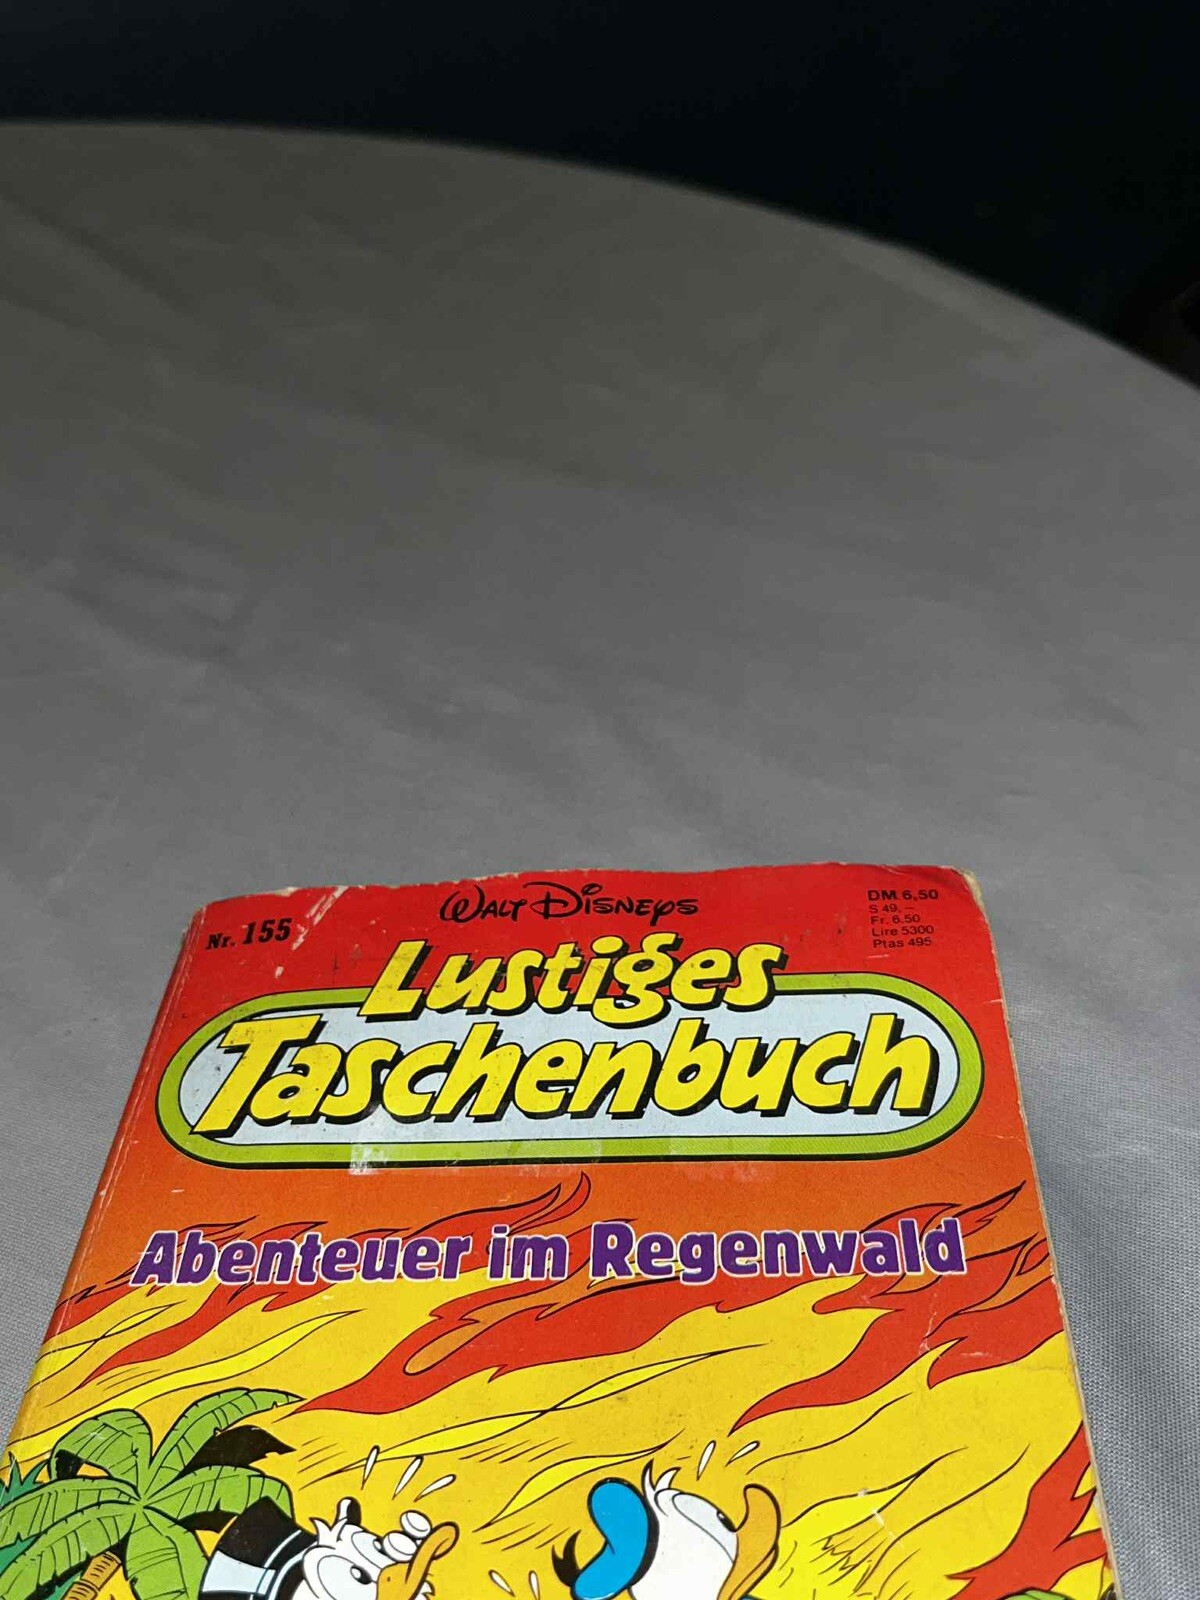 Nr. 155
WALT DISNEYS
DM 6,50
S 49,–
Fr. 6.50
Lire 5300
Ptas 495
Lustiges
Taschenbuch
Abenteuer im Regenwald